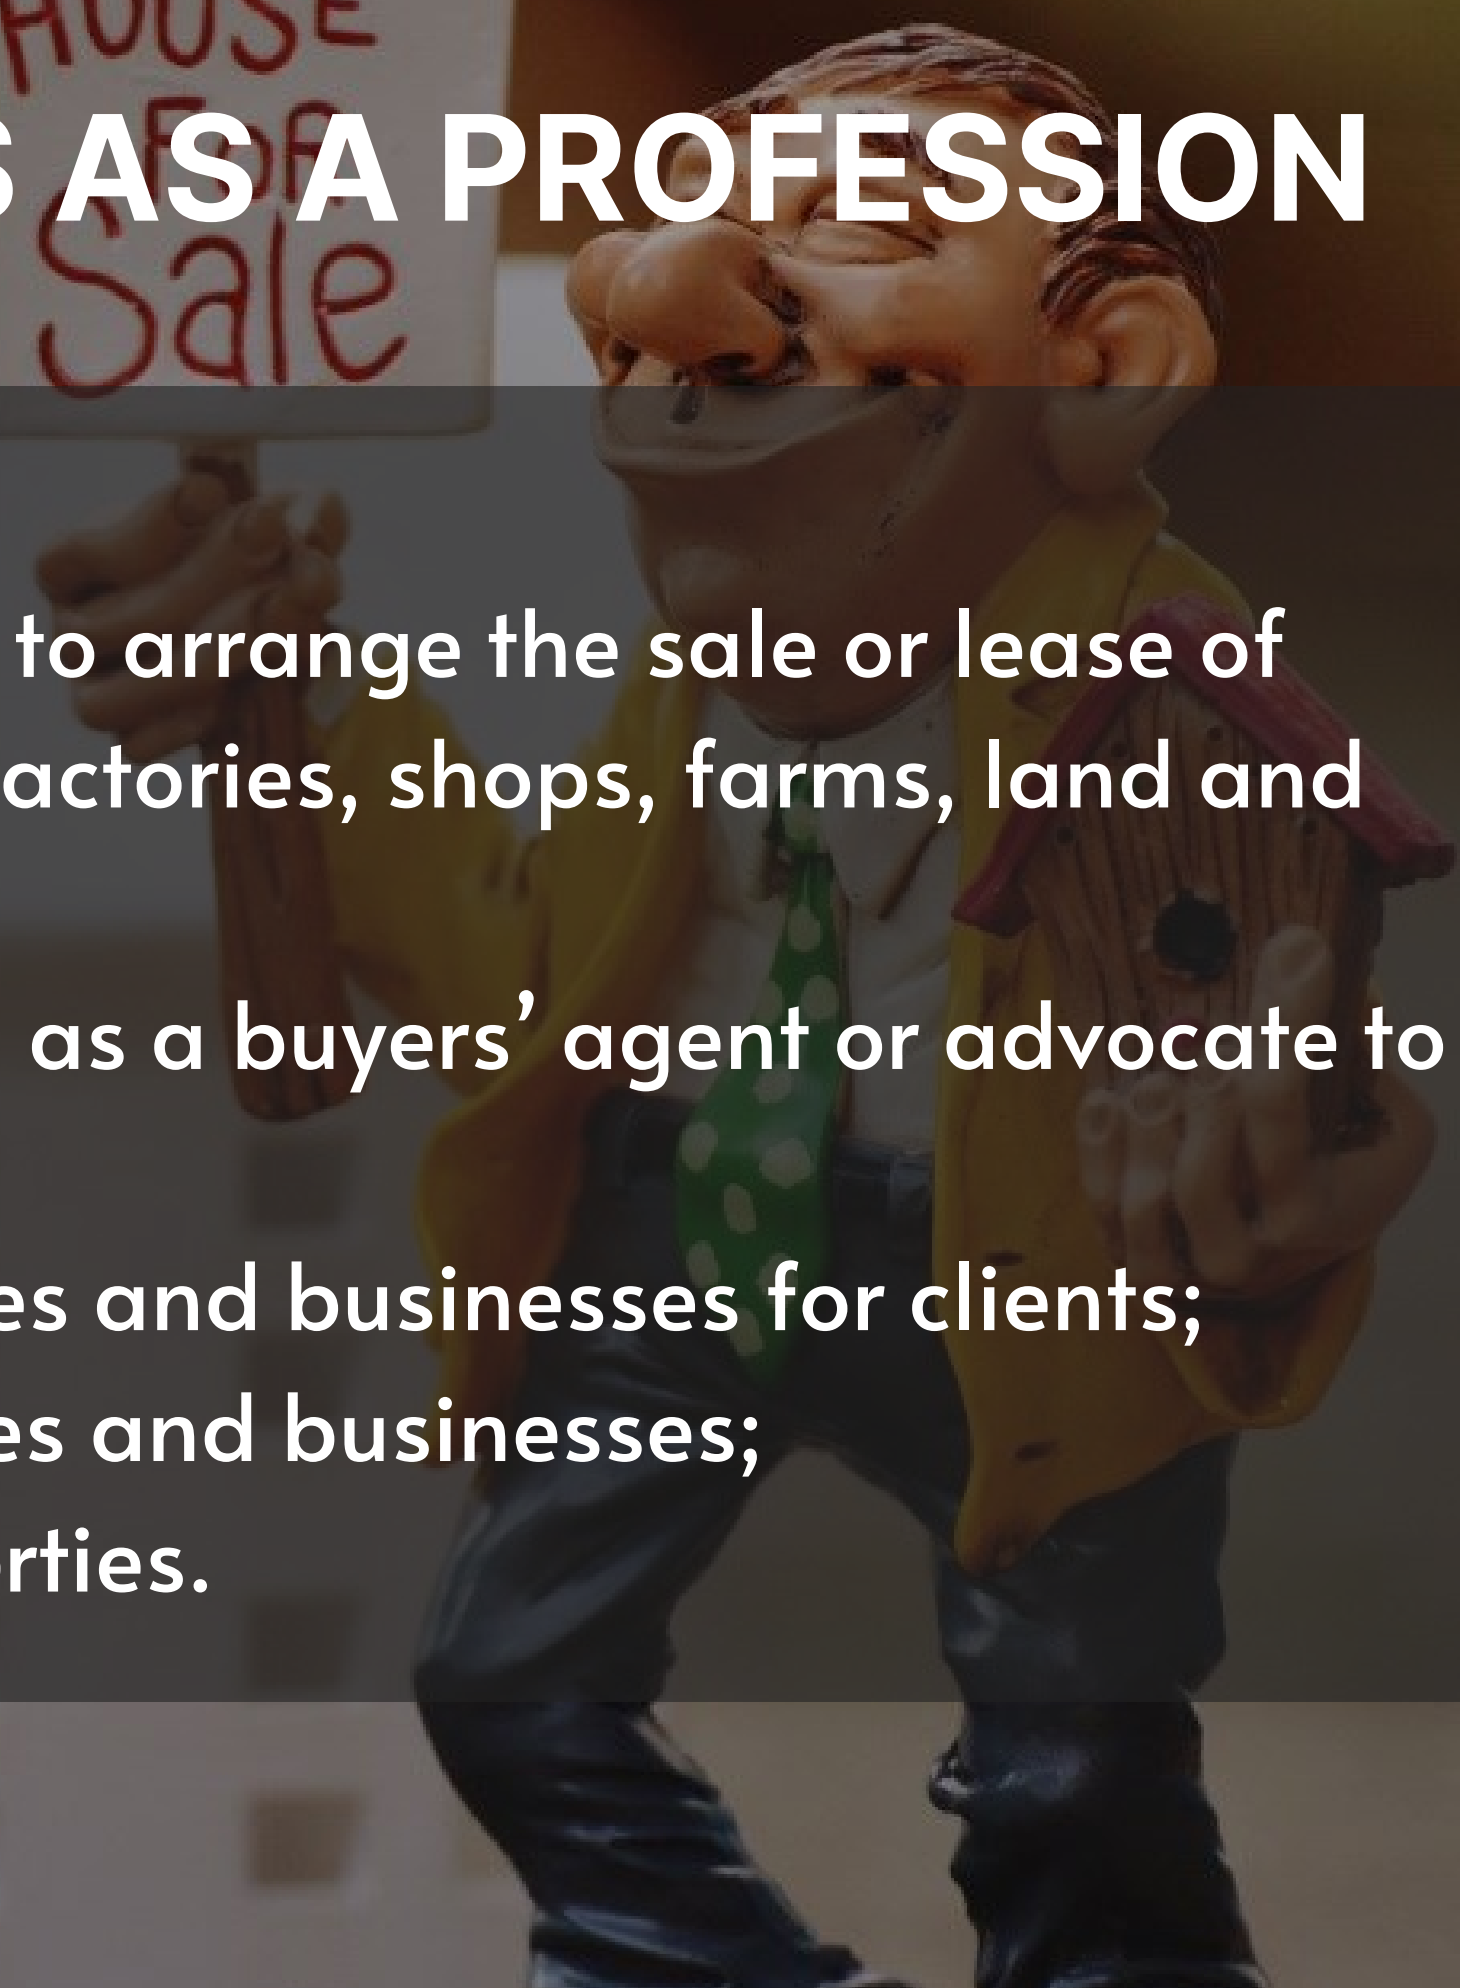 HOUSE
FOR
Sale
S AS A PROFESSION
to arrange the sale or lease of
actories, shops, farms, land and
as a buyers’ agent or advocate to
es and businesses for clients;
es and businesses;
rties.